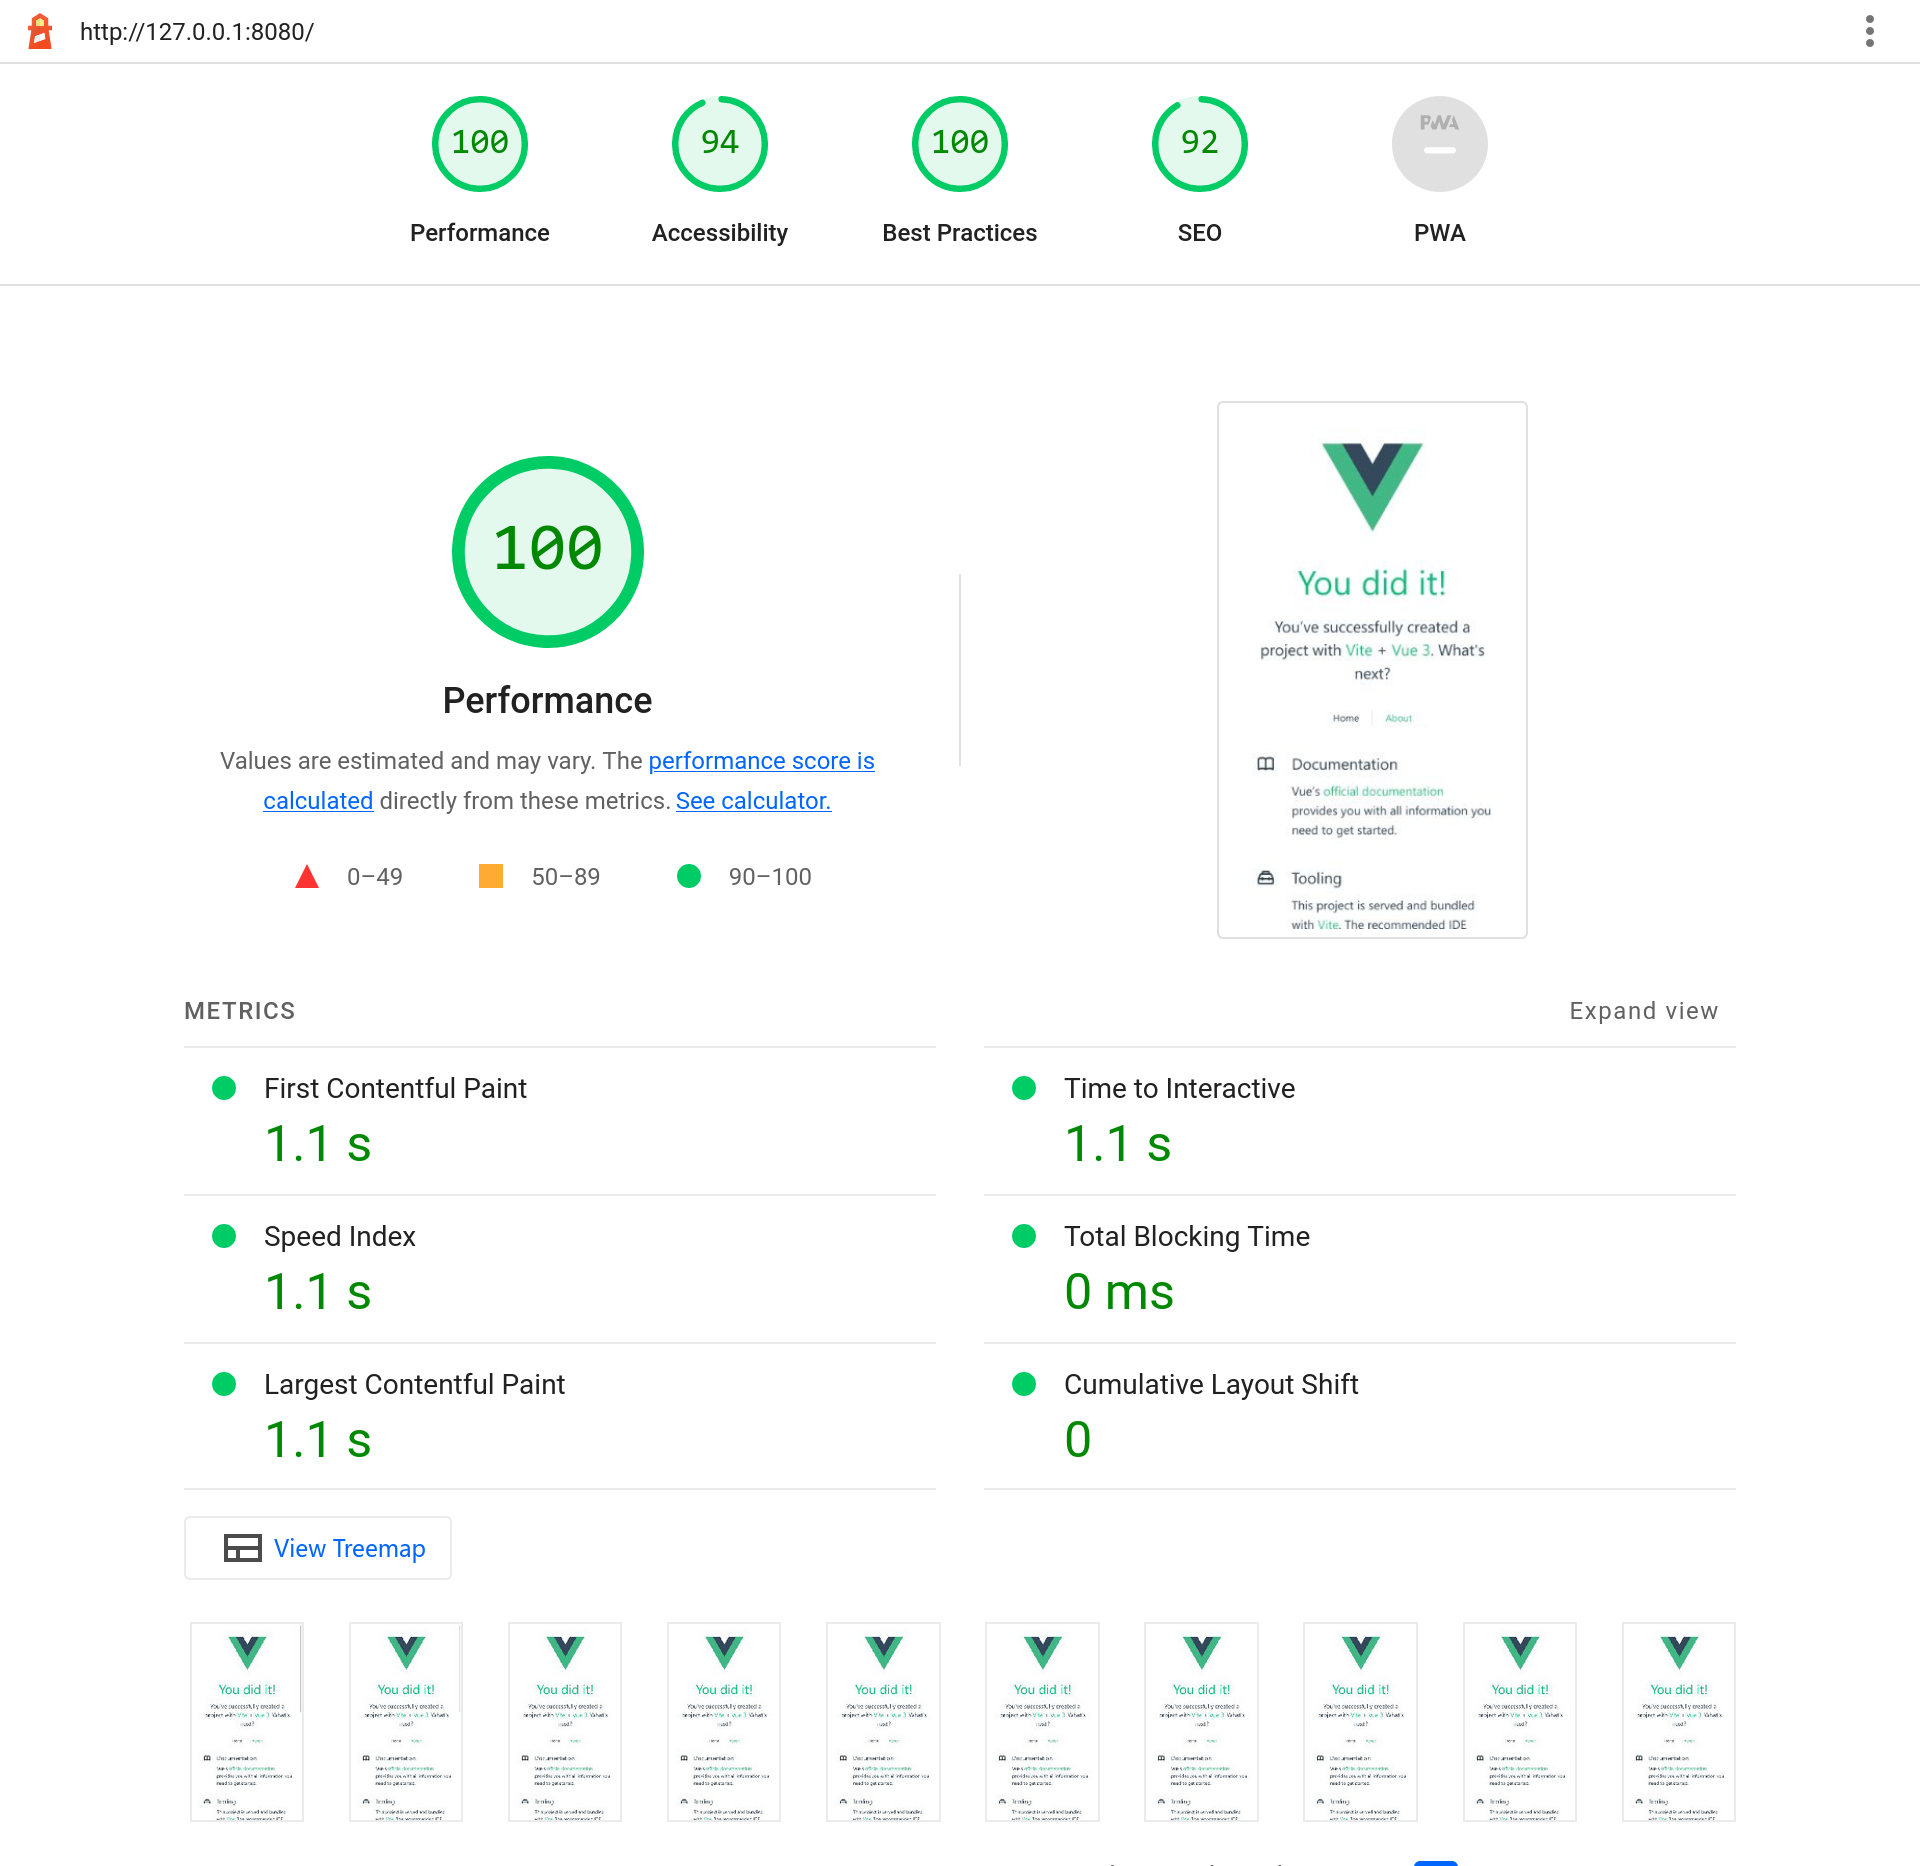 http://127.0.0.1:8080/
100
94
100
92
PWA
Performance
Accessibility
Best Practices
SEO
PWA
100
Performance
Values are estimated and may vary. The performance score is
calculated directly from these metrics. See calculator.
0–49
50–89
90–100
You did it!
You've successfully created a
project with Vite + Vue 3. What's
next?
Home
About
Documentation
Vue's official documentation
provides you with all information you
need to get started.
Tooling
This project is served and bundled
with Vite. The recommended IDE
METRICS
Expand view
First Contentful Paint
1.1 s
Time to Interactive
1.1 s
Speed Index
1.1 s
Total Blocking Time
0 ms
Largest Contentful Paint
1.1 s
Cumulative Layout Shift
0
View Treemap
You did it!
You did it!
You did it!
You did it!
You did it!
You did it!
You did it!
You did it!
You did it!
You did it!